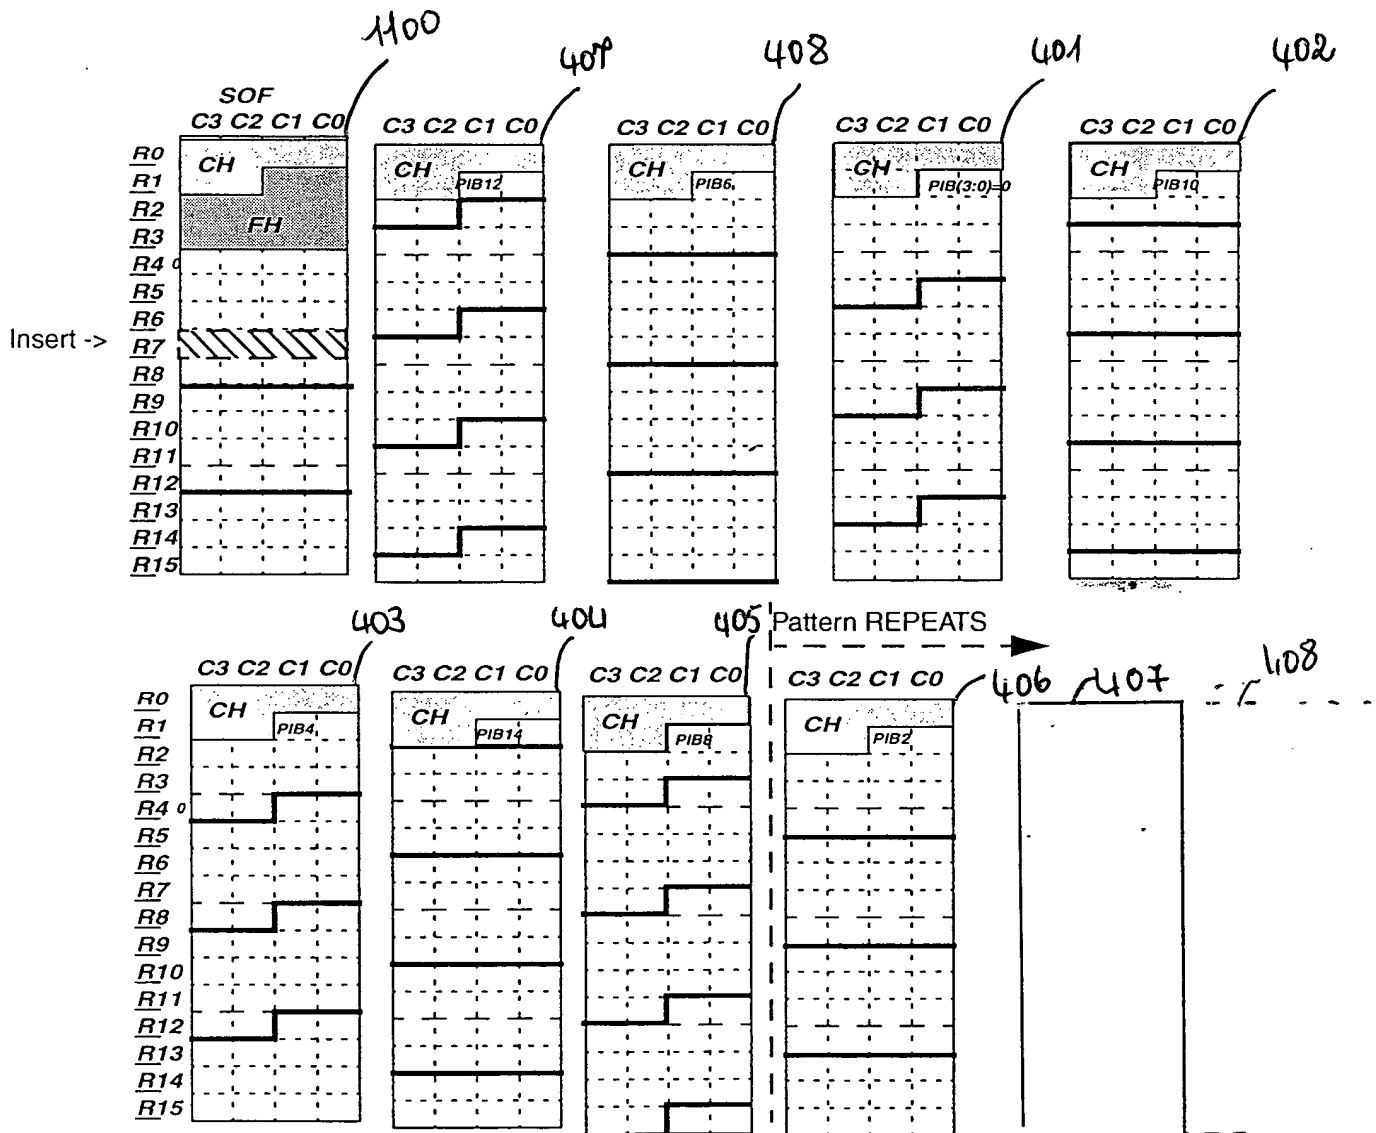 1100
407
408
401
402
SOF
C3 C2 C1 C0
C3 C2 C1 C0
C3 C2 C1 C0
C3 C2 C1 C0
C3 C2 C1 C0
R0
R1
R2
R3
R4 0
R5
R6
R7
R8
R9
R10
R11
R12
R13
R14
R15
Insert ->
CH
FH
CH
PIB12
CH
PIB6
CH
PIB(3:0)=0
CH
PIB10
403
404
405
Pattern REPEATS
406
407
408
C3 C2 C1 C0
C3 C2 C1 C0
C3 C2 C1 C0
C3 C2 C1 C0
R0
R1
R2
R3
R4 0
R5
R6
R7
R8
R9
R10
R11
R12
R13
R14
R15
CH
PIB4
CH
PIB14
CH
PIB8
CH
PIB2